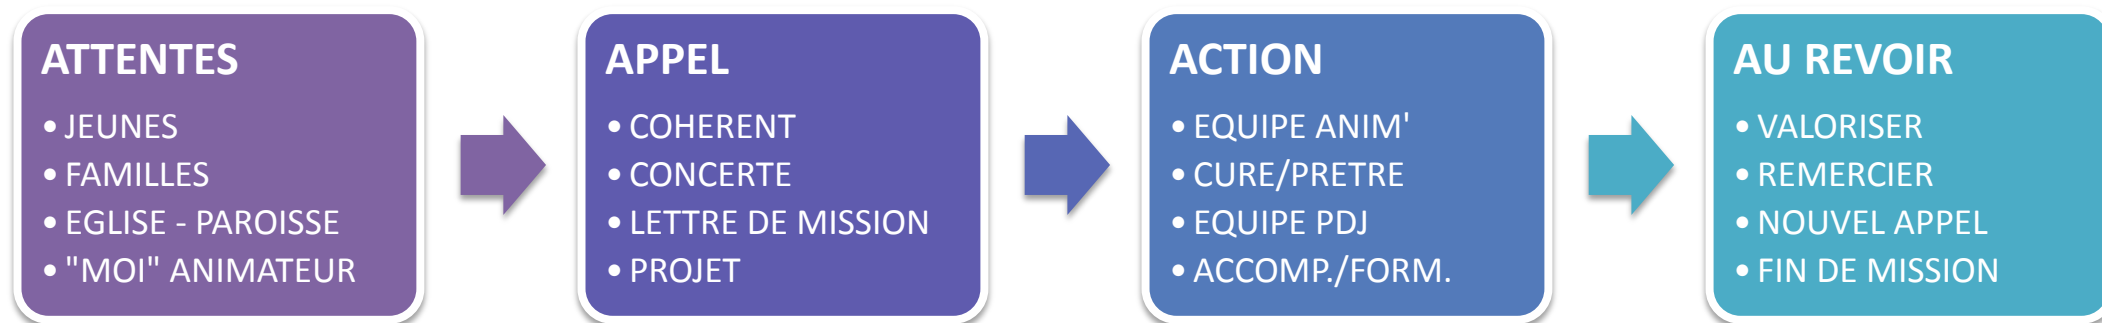 ATTENTES
• JEUNES
• FAMILLES
• EGLISE - PAROISSE
• "MOI" ANIMATEUR
APPEL
• COHERENT
• CONCERTE
• LETTRE DE MISSION
• PROJET
ACTION
• EQUIPE ANIM'
• CURE/PRETRE
• EQUIPE PDJ
• ACCOMP./FORM.
AU REVOIR
• VALORISER
• REMERCIER
• NOUVEL APPEL
• FIN DE MISSION